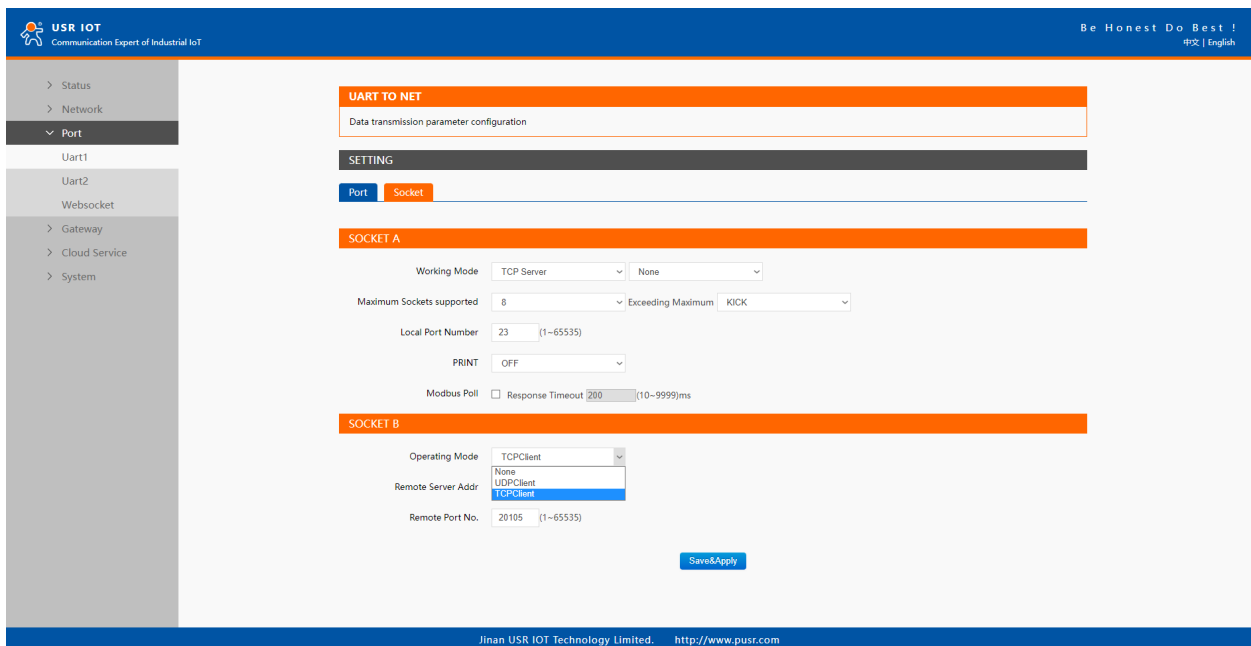 USR IOT
Communication Expert of Industrial IoT
Be Honest Do Best !
中文 | English
Status
Network
Port
Uart1
Uart2
Websocket
Gateway
Cloud Service
System
UART TO NET
Data transmission parameter configuration
SETTING
Port Socket
SOCKET A
Working Mode TCP Server None
Maximum Sockets supported 8 Exceeding Maximum KICK
Local Port Number 23 (1~65535)
PRINT OFF
Modbus Poll Response Timeout 200 (10~9999)ms
SOCKET B
Operating Mode TCPClient
None
UDPClient
Remote Server Addr
TCPClient
Remote Port No. 20105 (1~65535)
Save&Apply
Jinan USR IOT Technology Limited. http://www.pusr.com